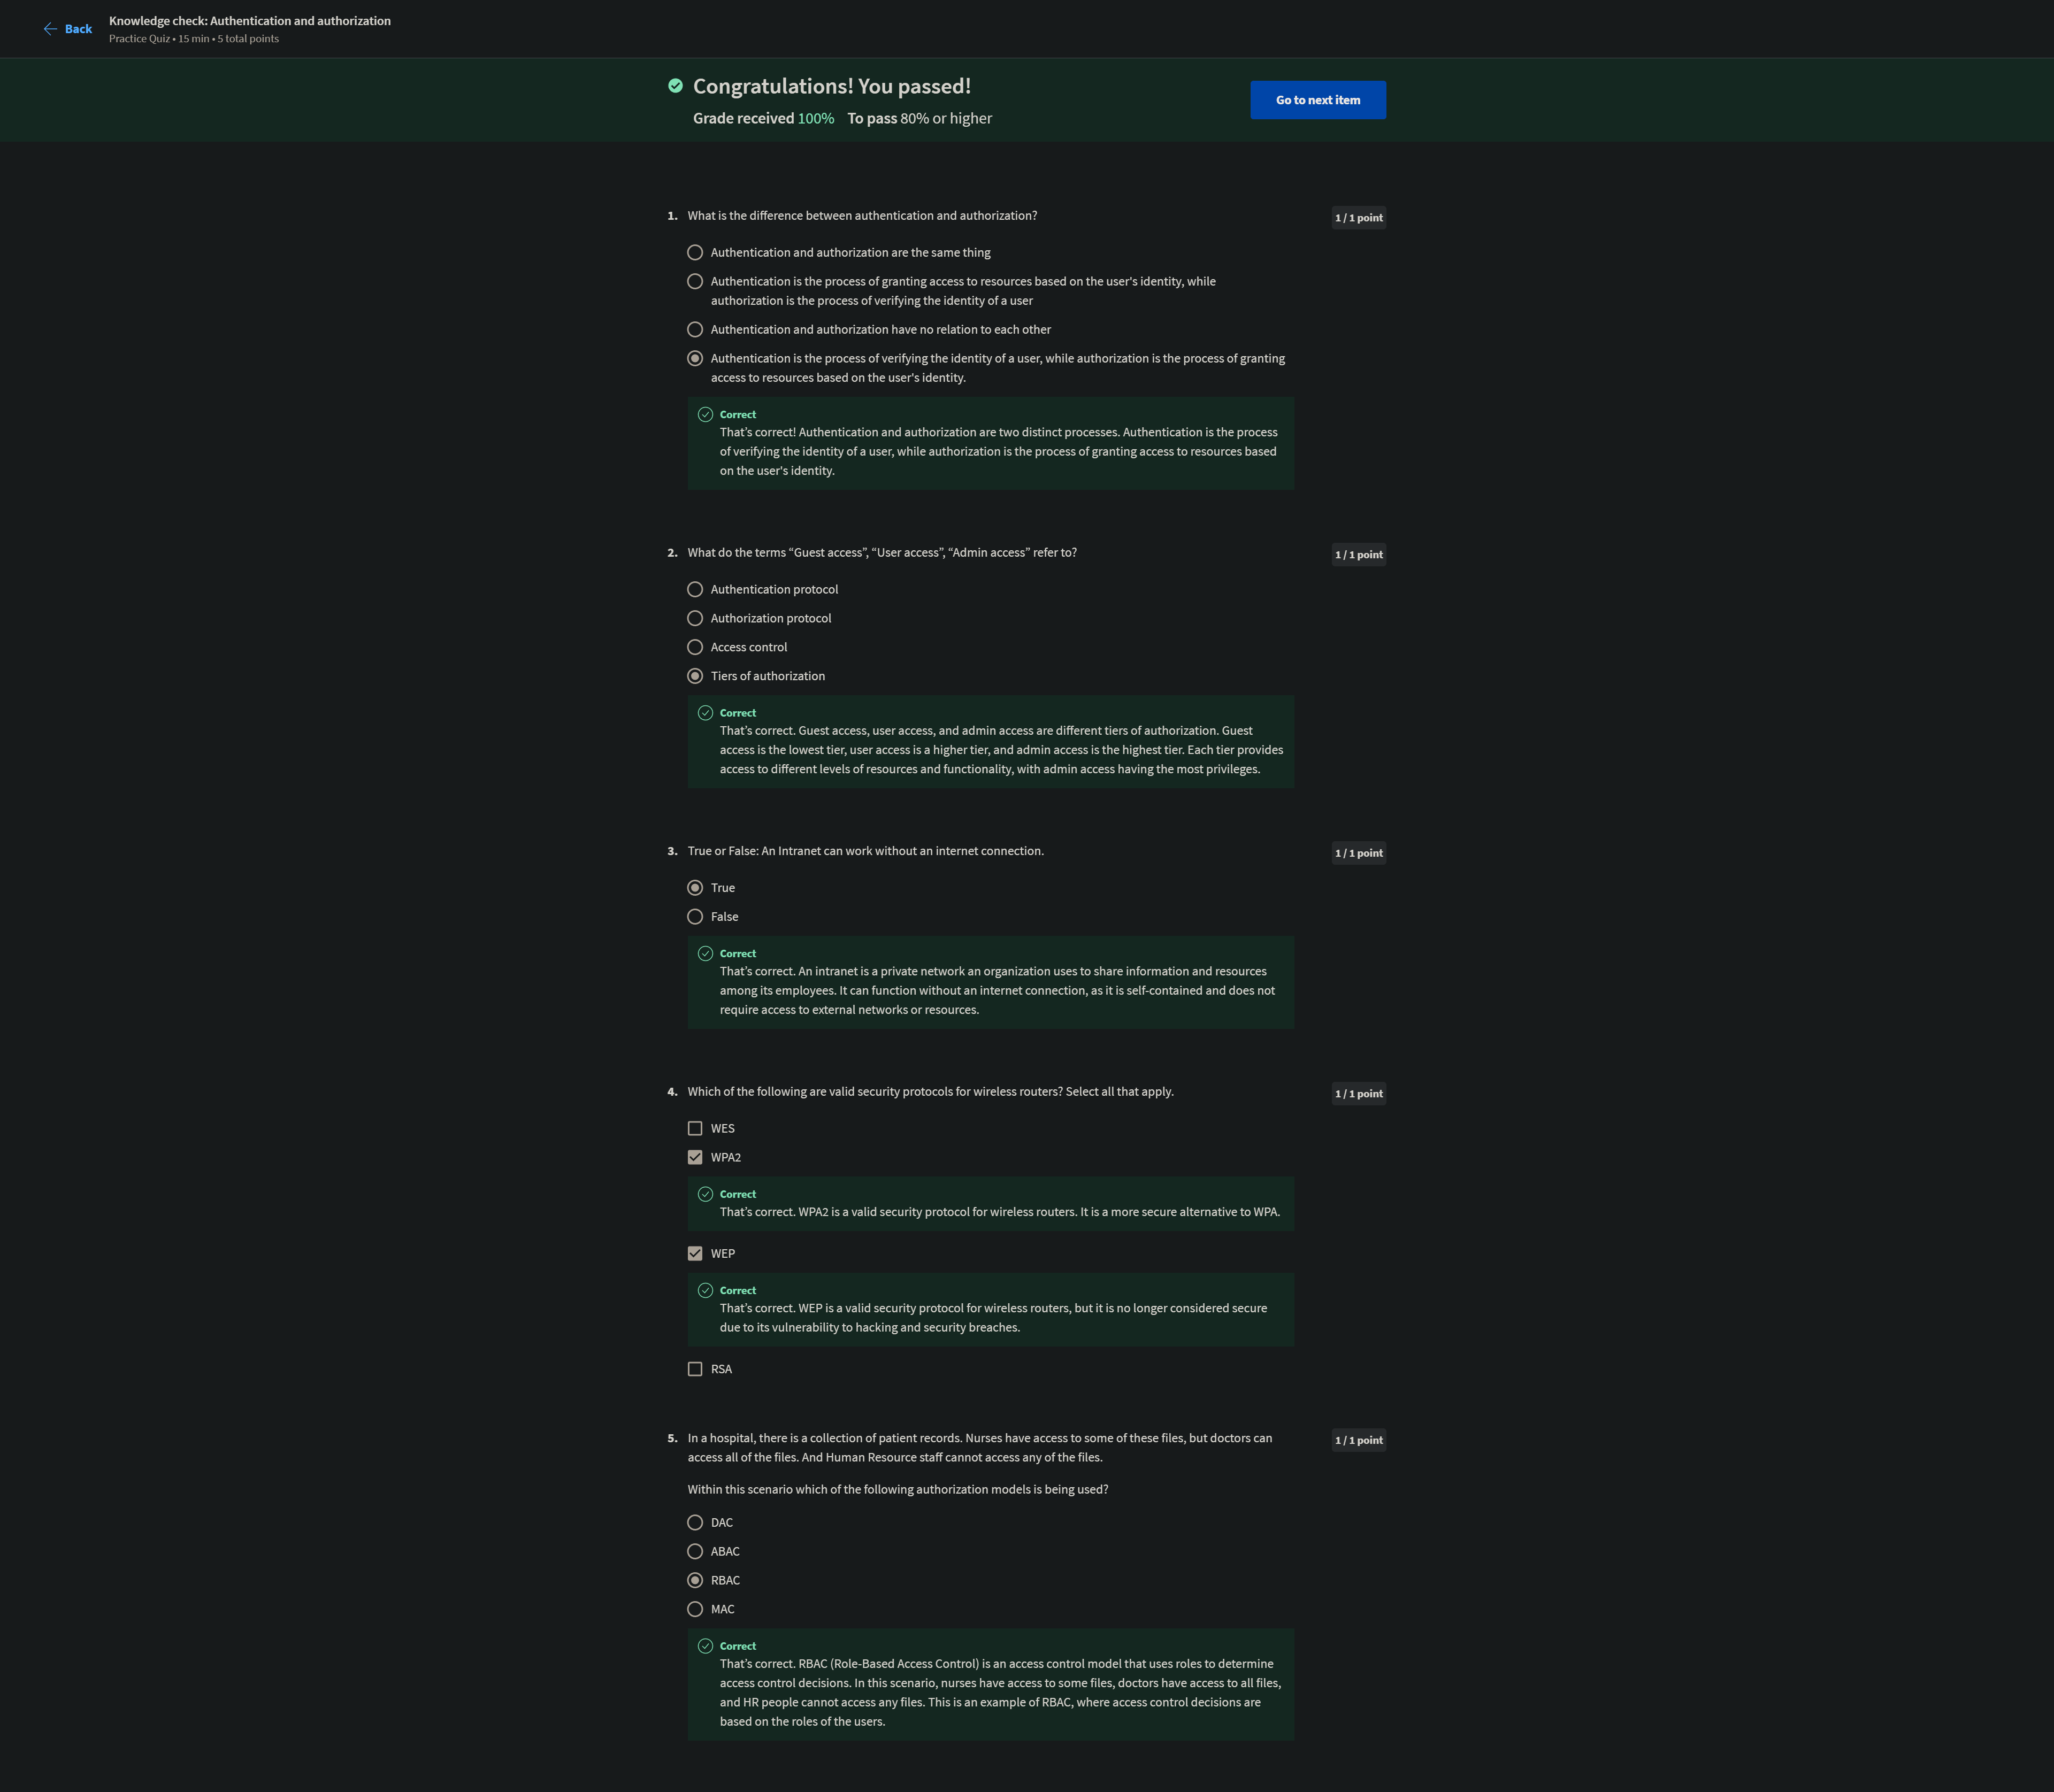 Back
Knowledge check: Authentication and authorization
Practice Quiz • 15 min • 5 total points
Congratulations! You passed!
Grade received 100% To pass 80% or higher
Go to next item
1. What is the difference between authentication and authorization?
1 / 1 point
Authentication and authorization are the same thing
Authentication is the process of granting access to resources based on the user's identity, while
authorization is the process of verifying the identity of a user
Authentication and authorization have no relation to each other
Authentication is the process of verifying the identity of a user, while authorization is the process of granting
access to resources based on the user's identity.
Correct
That’s correct! Authentication and authorization are two distinct processes. Authentication is the process
of verifying the identity of a user, while authorization is the process of granting access to resources based
on the user's identity.
2. What do the terms “Guest access”, “User access”, “Admin access” refer to?
1 / 1 point
Authentication protocol
Authorization protocol
Access control
Tiers of authorization
Correct
That’s correct. Guest access, user access, and admin access are different tiers of authorization. Guest
access is the lowest tier, user access is a higher tier, and admin access is the highest tier. Each tier provides
access to different levels of resources and functionality, with admin access having the most privileges.
3. True or False: An Intranet can work without an internet connection.
1 / 1 point
True
False
Correct
That’s correct. An intranet is a private network an organization uses to share information and resources
among its employees. It can function without an internet connection, as it is self-contained and does not
require access to external networks or resources.
4. Which of the following are valid security protocols for wireless routers? Select all that apply.
1 / 1 point
WES
WPA2
Correct
That’s correct. WPA2 is a valid security protocol for wireless routers. It is a more secure alternative to WPA.
WEP
Correct
That’s correct. WEP is a valid security protocol for wireless routers, but it is no longer considered secure
due to its vulnerability to hacking and security breaches.
RSA
5. In a hospital, there is a collection of patient records. Nurses have access to some of these files, but doctors can
access all of the files. And Human Resource staff cannot access any of the files.
1 / 1 point
Within this scenario which of the following authorization models is being used?
DAC
ABAC
RBAC
MAC
Correct
That’s correct. RBAC (Role-Based Access Control) is an access control model that uses roles to determine
access control decisions. In this scenario, nurses have access to some files, doctors have access to all files,
and HR people cannot access any files. This is an example of RBAC, where access control decisions are
based on the roles of the users.